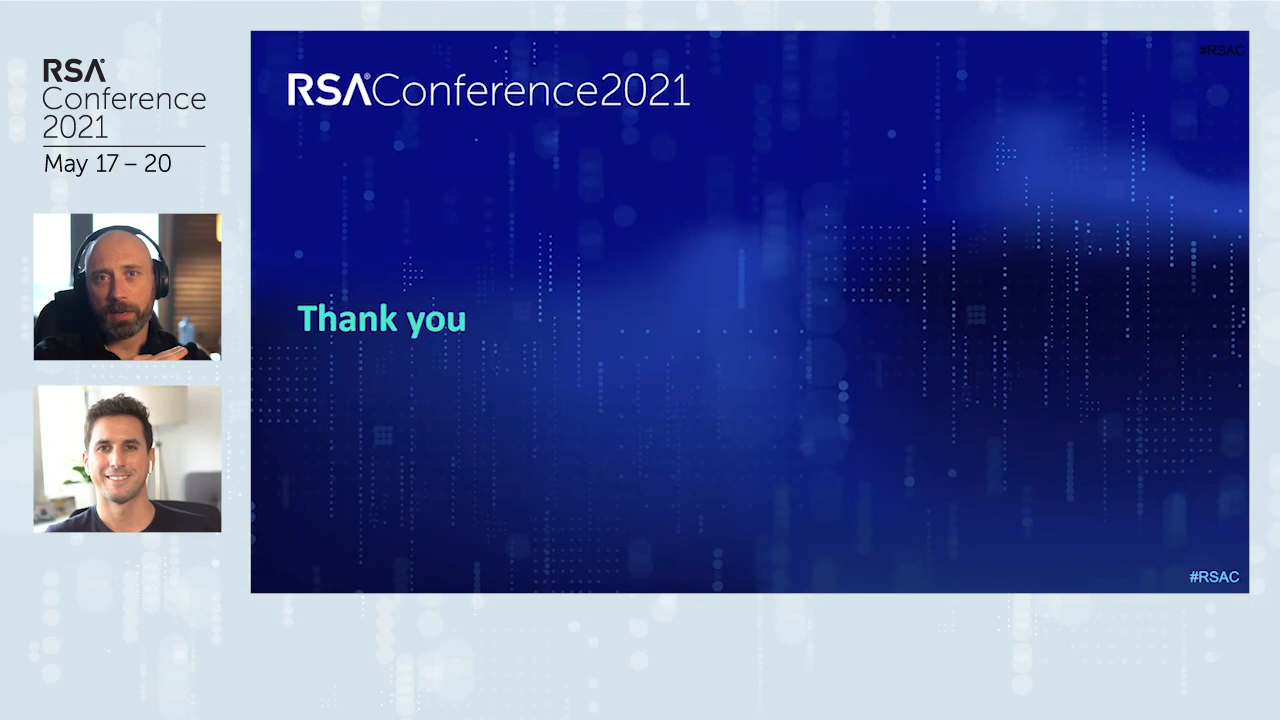 RSA
Conference
2021
May 17 – 20
#RSAC
RSAConference2021
Thank you
#RSAC